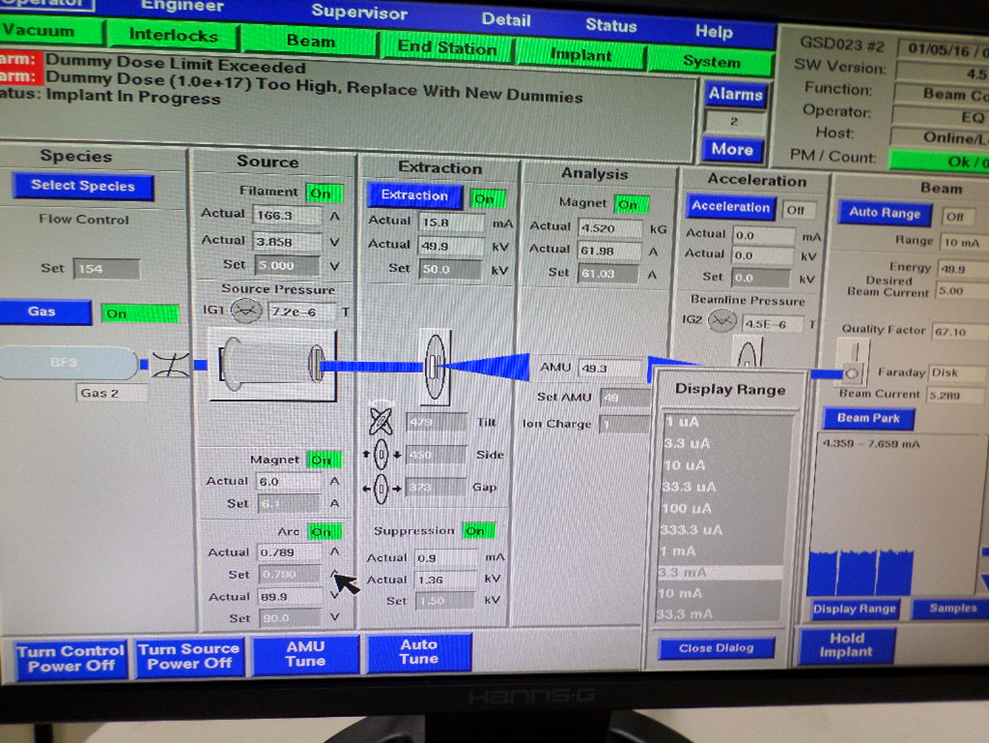 Operator Engineer Supervisor Detail Status Help
Vacuum Interlocks Beam End Station Implant System
arm: Dummy Dose Limit Exceeded
arm: Dummy Dose (1.0e+17) Too High, Replace With New Dummies
atus: Implant In Progress
Alarms
2
More
GSD023 #2 01/05/16 / 0
SW Version: 4.5
Function: Beam Co
Operator: EQ
Host: Online/L
PM / Count: Ok / 0
Species
Select Species
Flow Control
Set 154
Gas On
BF3
Gas 2
Source
Filament On
Actual 166.3 A
Actual 3.858 V
Set 5.000 V
Source Pressure
IG1 7.2e-6 T
Magnet On
Actual 6.0 A
Set 6.1 A
Arc On
Actual 0.789 A
Set 0.790 A
Actual 89.9 V
Set 90.0 V
Extraction
Extraction On
Actual 15.8 mA
Actual 49.9 kV
Set 50.0 kV
479 Tilt
450 Side
373 Gap
Suppression On
Actual 0.9 mA
Actual 1.36 kV
Set 1.50 kV
Analysis
Magnet On
Actual 4.520 kG
Actual 61.98 A
Set 61.03 A
AMU 49.3
Set AMU 49
Ion Charge 1
Acceleration
Acceleration Off
Actual 0.0 mA
Actual 0.0 kV
Set 0.0 kV
Beamline Pressure
IG2 4.5E-6 T
Display Range
1 uA
3.3 uA
10 uA
33.3 uA
100 uA
333.3 uA
1 mA
3.3 mA
10 mA
33.3 mA
Close Dialog
Beam
Auto Range Off
Range 10 mA
Energy 49.9
Desired
Beam Current 5.00
Quality Factor 67.10
Faraday Disk
Beam Current 5.289
Beam Park
4.359 - 7.659 mA
Display Range Samples
Turn Control
Power Off
Turn Source
Power Off
AMU
Tune
Auto
Tune
Hold
Implant
HANNS-G